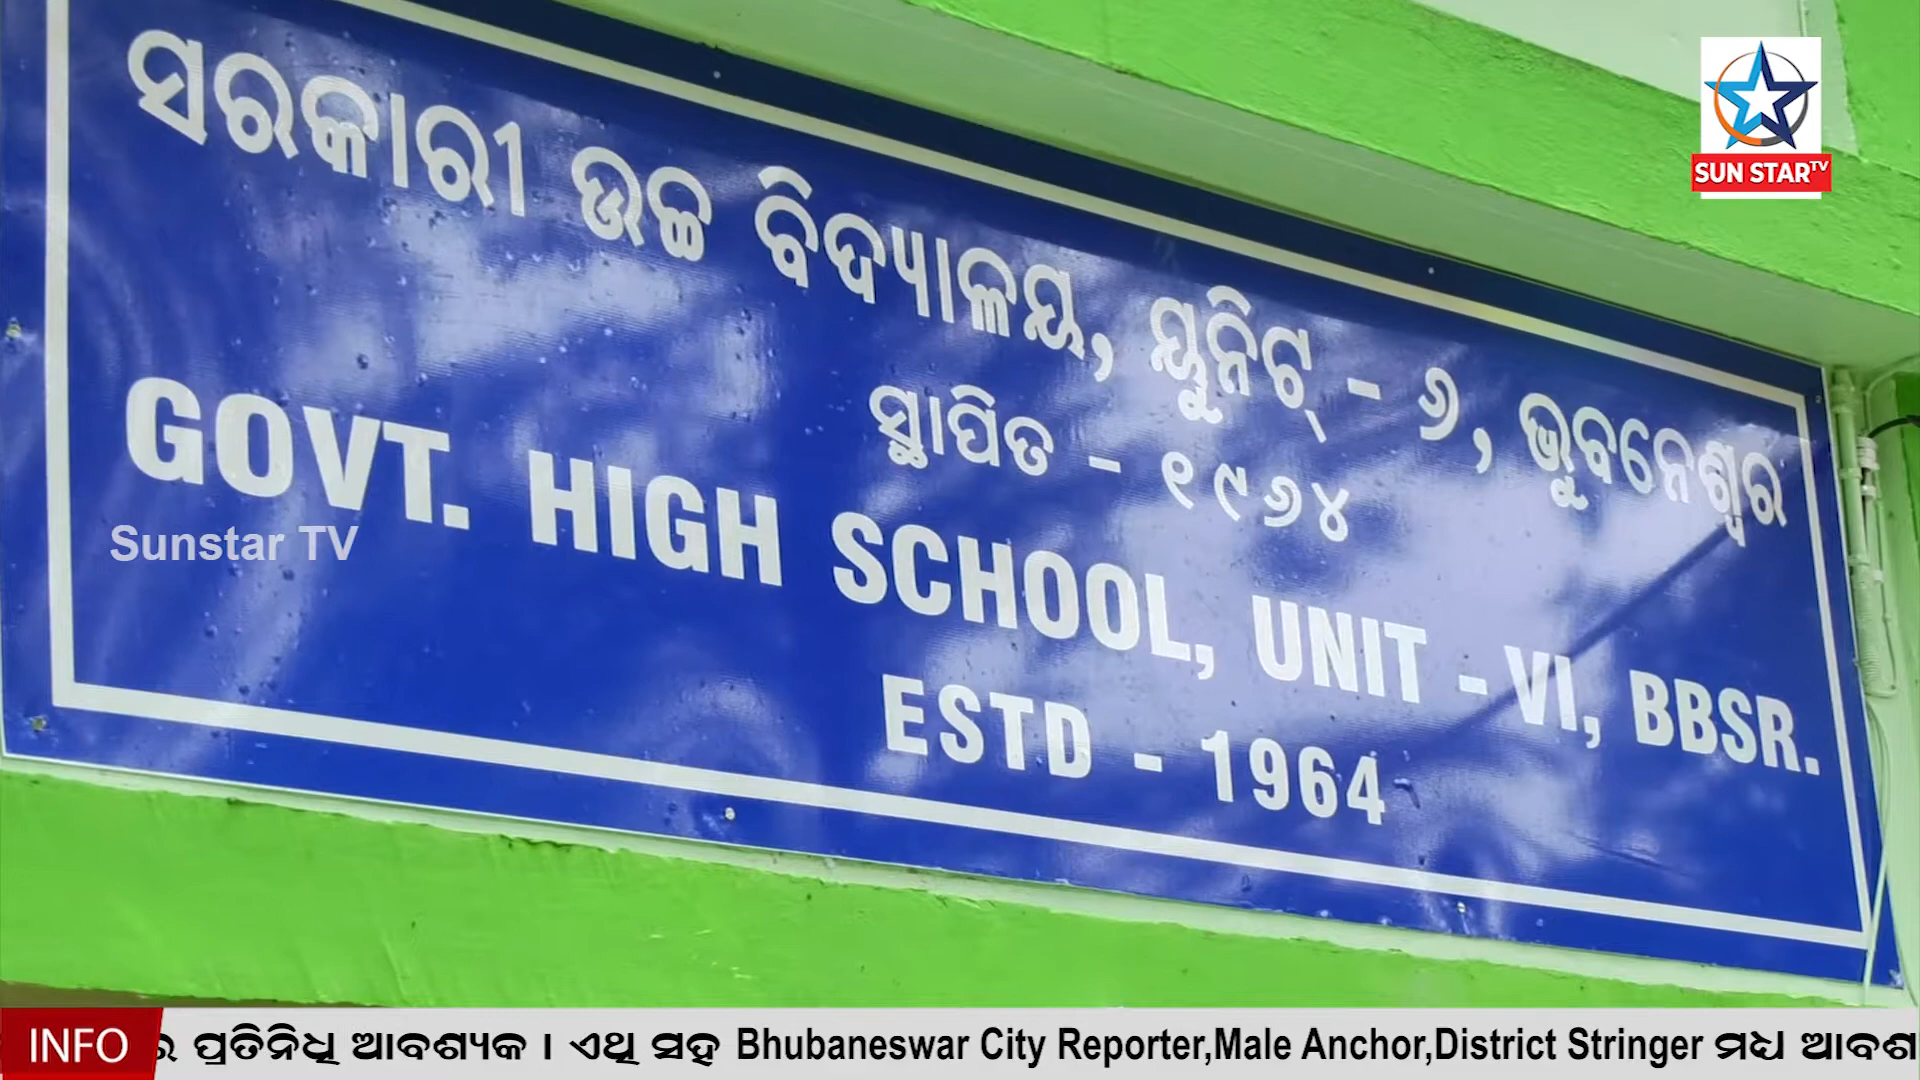 ସରକାରୀ ଉଚ୍ଚ ବିଦ୍ୟାଳୟ, ୟୁନିଟ୍ - ୬, ଭୁବନେଶ୍ୱର
ସ୍ଥାପିତ - ୧୯୬୪
GOVT. HIGH SCHOOL, UNIT - VI, BBSR.
ESTD - 1964
SUN STAR TV
Sunstar TV
INFO ର ପ୍ରତିନିଧି ଆବଶ୍ୟକ । ଏଥି ସହ Bhubaneswar City Reporter,Male Anchor,District Stringer ମଧ୍ୟ